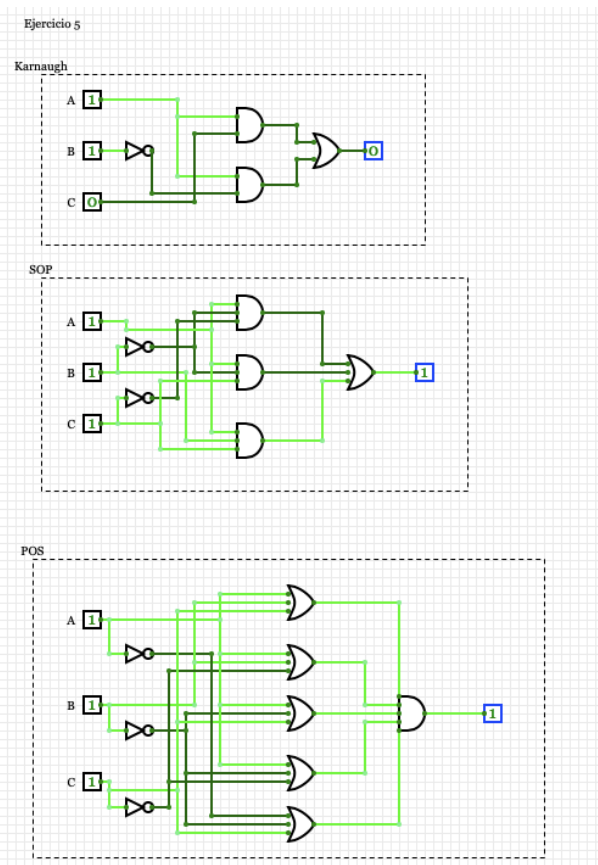 Ejercicio 5
Karnaugh
A 1
B 1
0
C 0
SOP
A 1
B 1
1
C 1
POS
A 1
B 1
1
C 1